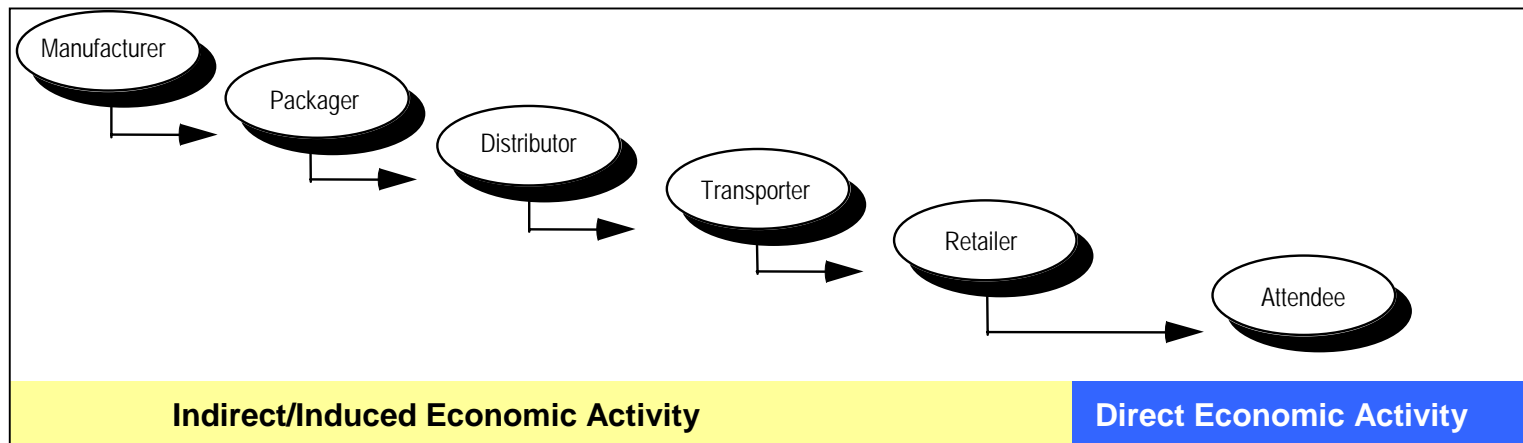 Manufacturer
Packager
Distributor
Transporter
Retailer
Attendee
Indirect/Induced Economic Activity
Direct Economic Activity